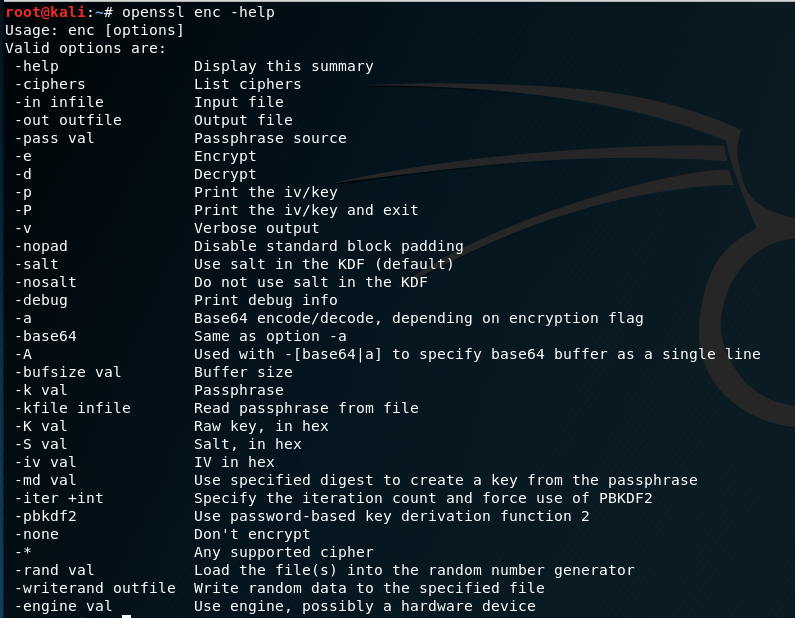 root@kali:~# openssl enc -help
Usage: enc [options]
Valid options are:
 -help               Display this summary
 -ciphers            List ciphers
 -in infile          Input file
 -out outfile        Output file
 -pass val           Passphrase source
 -e                  Encrypt
 -d                  Decrypt
 -p                  Print the iv/key
 -P                  Print the iv/key and exit
 -v                  Verbose output
 -nopad              Disable standard block padding
 -salt               Use salt in the KDF (default)
 -nosalt             Do not use salt in the KDF
 -debug              Print debug info
 -a                  Base64 encode/decode, depending on encryption flag
 -base64             Same as option -a
 -A                  Used with -[base64|a] to specify base64 buffer as a single line
 -bufsize val        Buffer size
 -k val              Passphrase
 -kfile infile       Read passphrase from file
 -K val              Raw key, in hex
 -S val              Salt, in hex
 -iv val             IV in hex
 -md val             Use specified digest to create a key from the passphrase
 -iter +int          Specify the iteration count and force use of PBKDF2
 -pbkdf2             Use password-based key derivation function 2
 -none               Don't encrypt
 -*                  Any supported cipher
 -rand val           Load the file(s) into the random number generator
 -writerand outfile  Write random data to the specified file
 -engine val         Use engine, possibly a hardware device